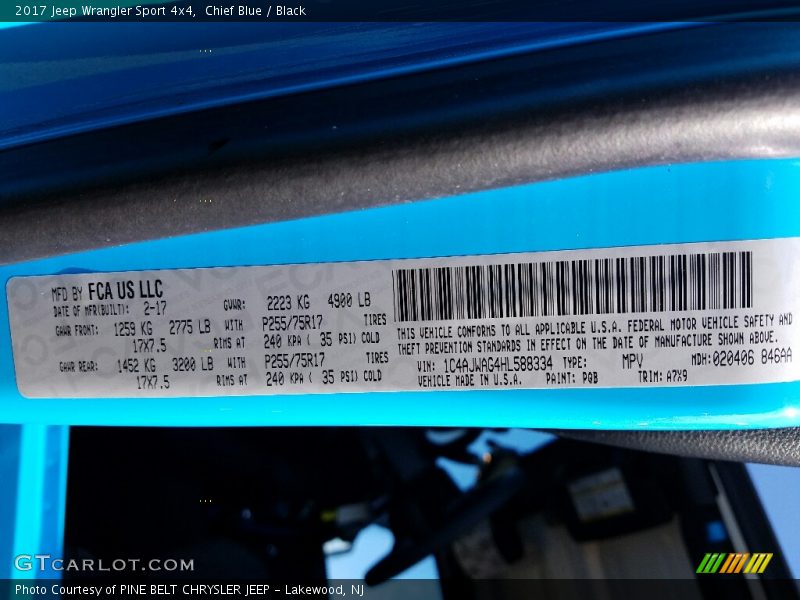 2017 Jeep Wrangler Sport 4x4,  Chief Blue / Black
MFD BY FCA US LLC
DATE OF MFR(BUILT): 2-17 GVWR: 2223 KG 4900 LB
GAWR FRONT: 1259 KG 2775 LB WITH P255/75R17 TIRES
17X7.5 RIMS AT 240 KPA ( 35 PSI) COLD
GAWR REAR: 1452 KG 3200 LB WITH P255/75R17 TIRES
17X7.5 RIMS AT 240 KPA ( 35 PSI) COLD
THIS VEHICLE CONFORMS TO ALL APPLICABLE U.S.A. FEDERAL MOTOR VEHICLE SAFETY AND
THEFT PREVENTION STANDARDS IN EFFECT ON THE DATE OF MANUFACTURE SHOWN ABOVE.
VIN: 1C4AJWAG4HL588334 TYPE: MPV MDH: 020406 846AA
VEHICLE MADE IN U.S.A. PAINT: PQB TRIM: A7X9
GTCARLOT.COM
Photo Courtesy of PINE BELT CHRYSLER JEEP - Lakewood, NJ